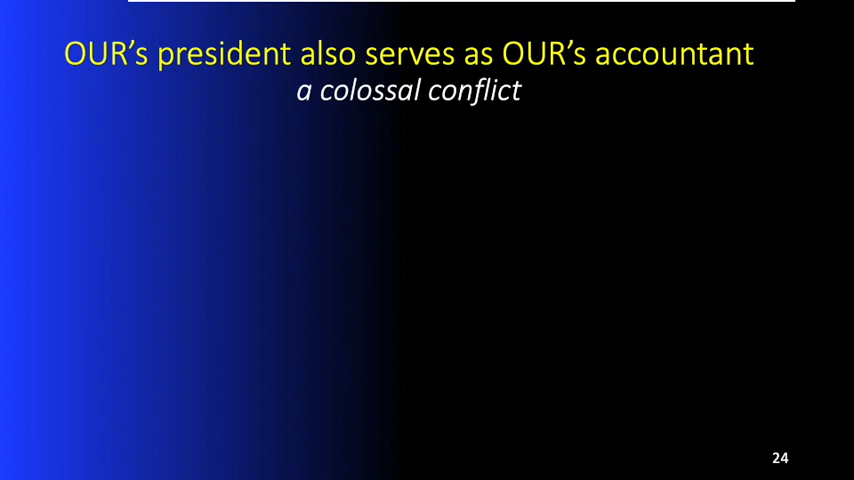 OUR’s president also serves as OUR’s accountant
a colossal conflict
24